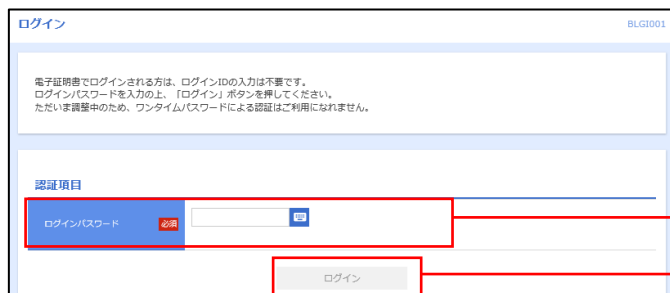 ログイン
BLGI001
電子証明書でログインされる方は、ログインIDの入力は不要です。
ログインパスワードを入力の上、「ログイン」ボタンを押してください。
ただいま調整中のため、ワンタイムパスワードによる認証はご利用になれません。
認証項目
ログインパスワード 必須
ログイン